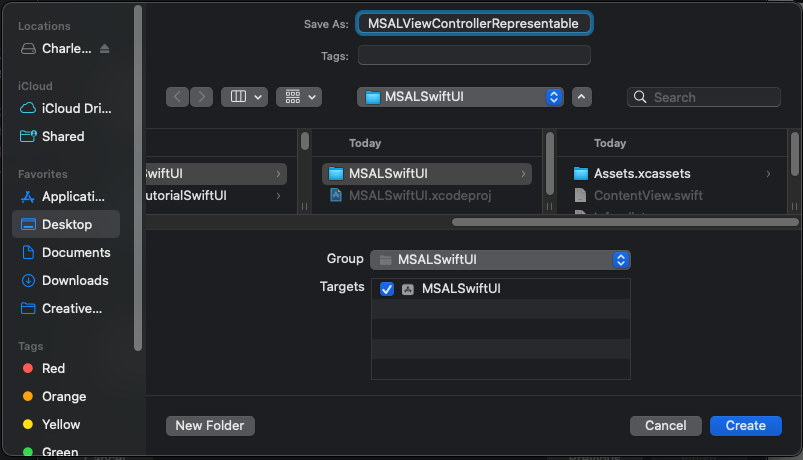 Locations
Charle...
iCloud
iCloud Dri...
Shared
Favorites
Applicati...
Desktop
Documents
Downloads
Creative...
Tags
Red
Orange
Yellow
Green
Save As: MSALViewControllerRepresentable
Tags:
MSALSwiftUI
Search
Today
Today
SwiftUI
MSALSwiftUI
Assets.xcassets
utorialSwiftUI
MSALSwiftUI.xcodeproj
ContentView.swift
Group MSALSwiftUI
Targets MSALSwiftUI
New Folder
Cancel
Create